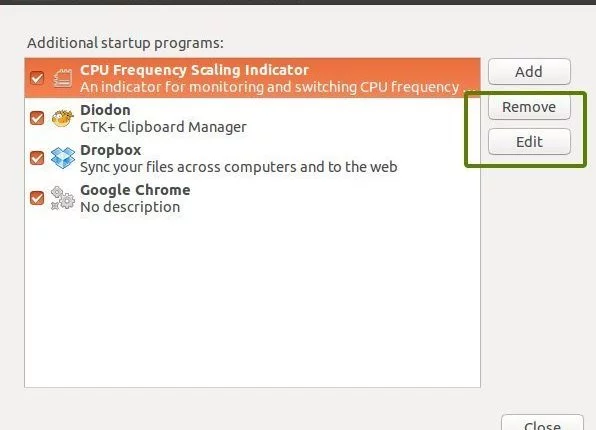 Additional startup programs:
CPU Frequency Scaling Indicator
An indicator for monitoring and switching CPU frequency ...
Add
Diodon
GTK+ Clipboard Manager
Remove
Dropbox
Sync your files across computers and to the web
Edit
Google Chrome
No description
Close